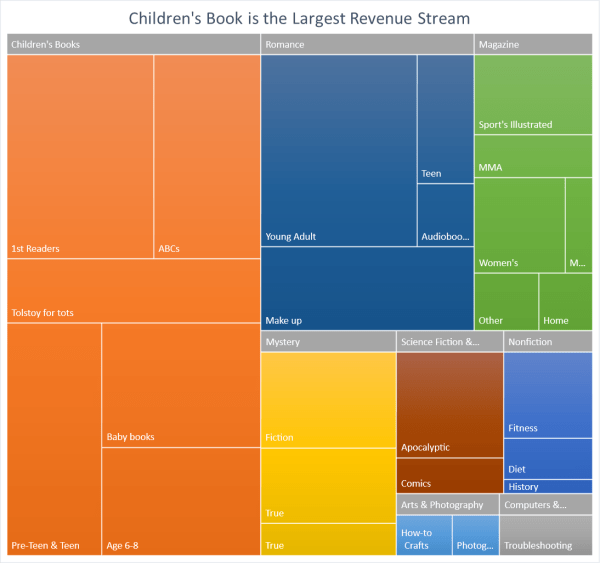 Children's Book is the Largest Revenue Stream
Children's Books
1st Readers
ABCs
Tolstoy for tots
Pre-Teen & Teen
Baby books
Age 6-8
Romance
Young Adult
Teen
Audioboo...
Make up
Magazine
Sport's Illustrated
MMA
Women's
M...
Other
Home
Mystery
Fiction
True
True
Science Fiction &...
Apocalyptic
Comics
Nonfiction
Fitness
Diet
History
Arts & Photography
How-to
Crafts
Photog...
Computers &...
Troubleshooting